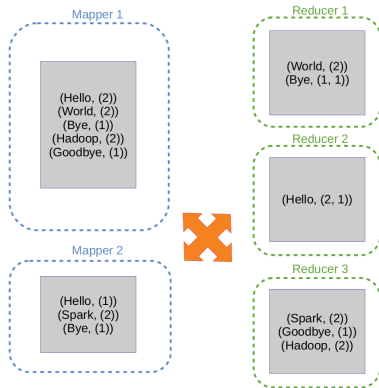 Mapper 1
(Hello, (2))
(World, (2))
(Bye, (1))
(Hadoop, (2))
(Goodbye, (1))
Mapper 2
(Hello, (1))
(Spark, (2))
(Bye, (1))
Reducer 1
(World, (2))
(Bye, (1, 1))
Reducer 2
(Hello, (2, 1))
Reducer 3
(Spark, (2))
(Goodbye, (1))
(Hadoop, (2))